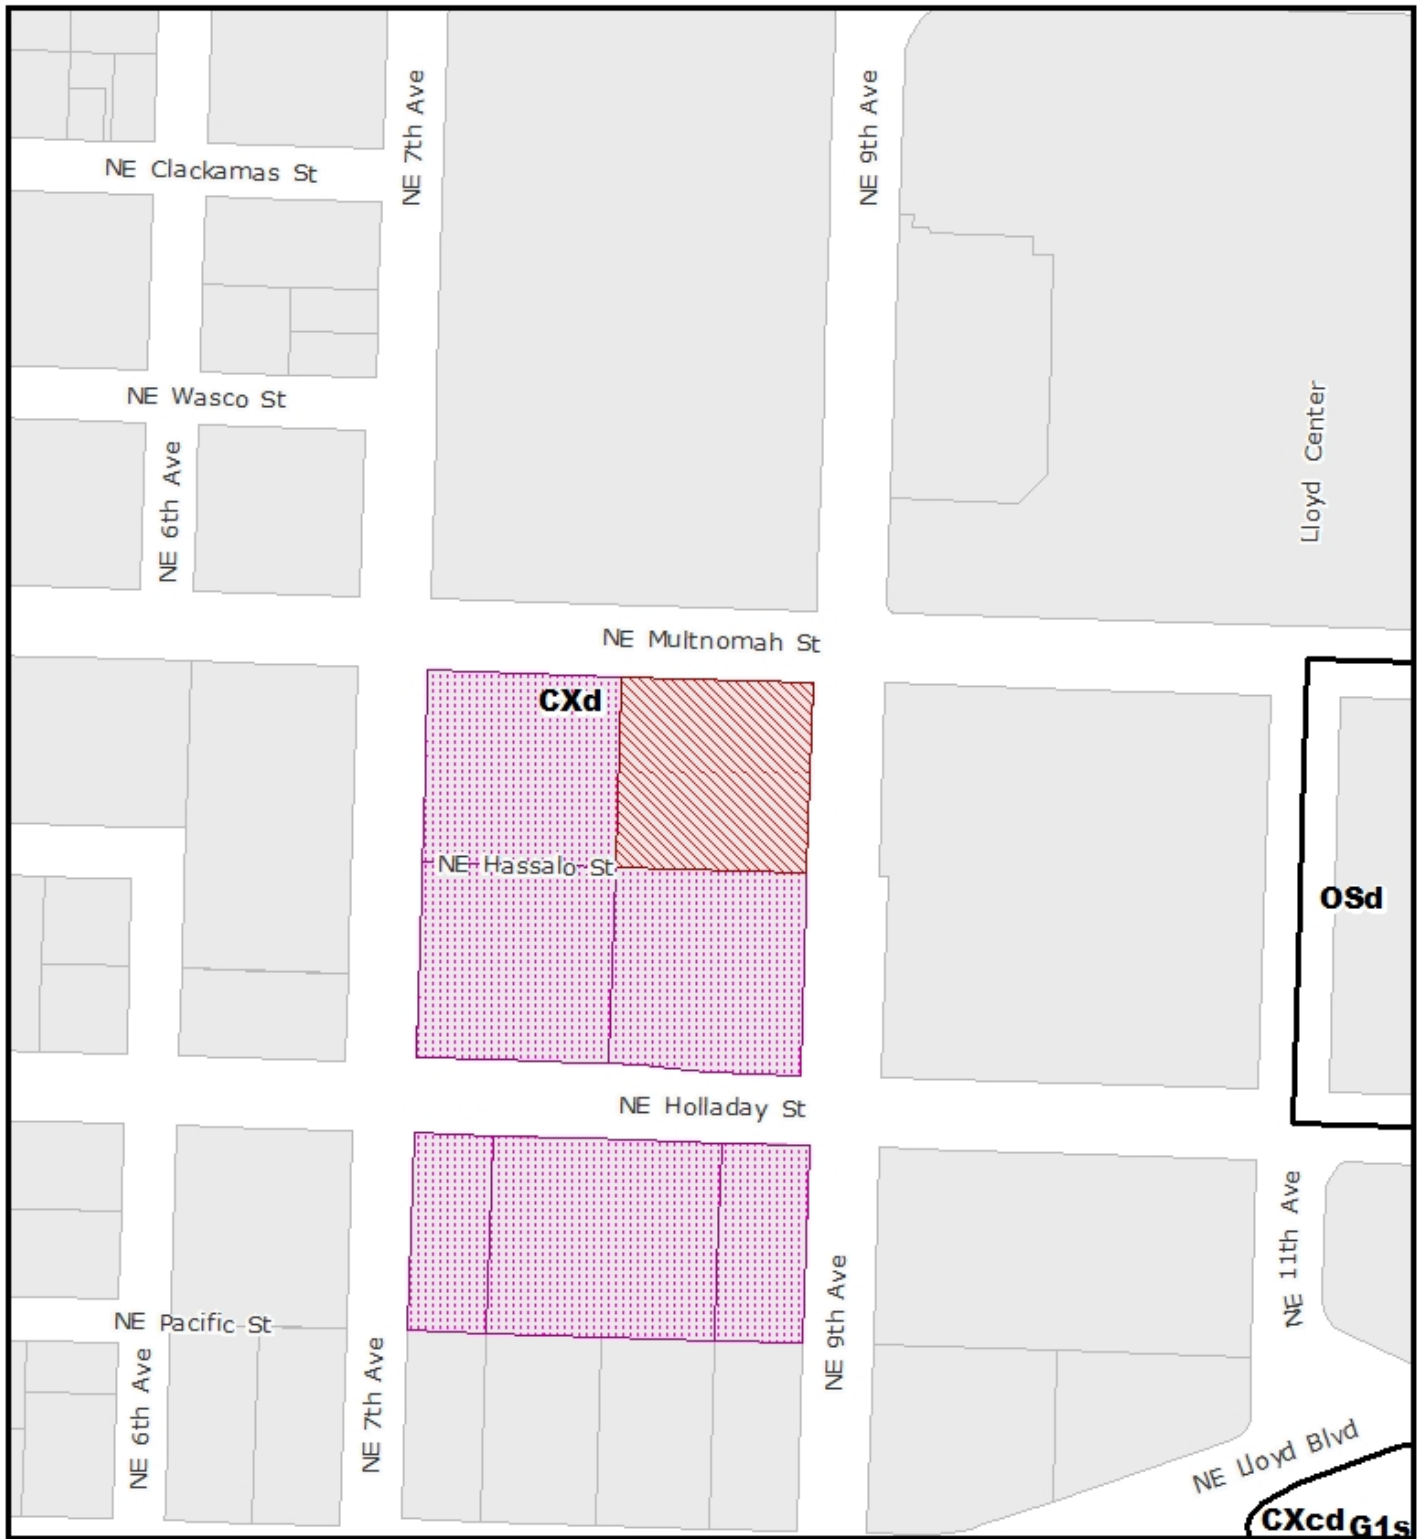 NE 7th Ave
NE 9th Ave
NE Clackamas St
NE Wasco St
Lloyd Center
NE 6th Ave
NE Multnomah St
CXd
NE Hassalo St
OSd
NE Holladay St
NE 11th Ave
NE 9th Ave
NE Pacific St
NE 7th Ave
NE 6th Ave
NE Lloyd Blvd
CXcd G1s